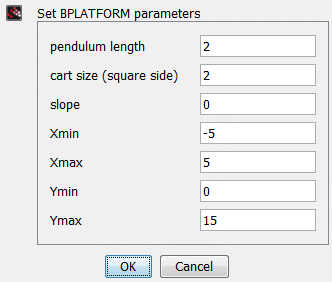 Set BPLATFORM parameters
pendulum length 2
cart size (square side) 2
slope 0
Xmin -5
Xmax 5
Ymin 0
Ymax 15
OK Cancel